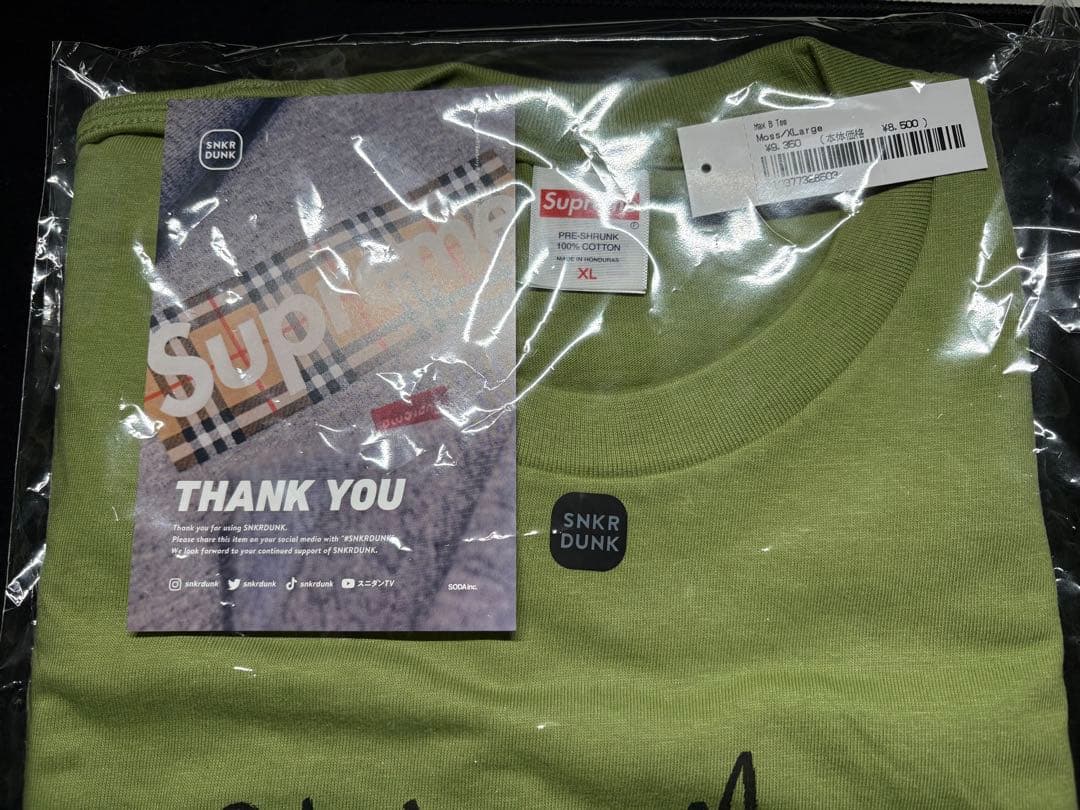 SNKR
DUNK
Supreme
THANK YOU
Thank you for using SNKRDUNK.
Please share this item on your social media with "#SNKRDUNK"
We look forward to your continued support of SNKRDUNK.
snkrdunk snkrdunk snkrdunk スニダンTV
SODA inc.
Supreme
PRE-SHRUNK
100% COTTON
MADE IN HONDURAS
XL
Max B Tee
Moss/XLarge
¥9.350 (本体価格 ¥8.500)
SNKR
DUNK